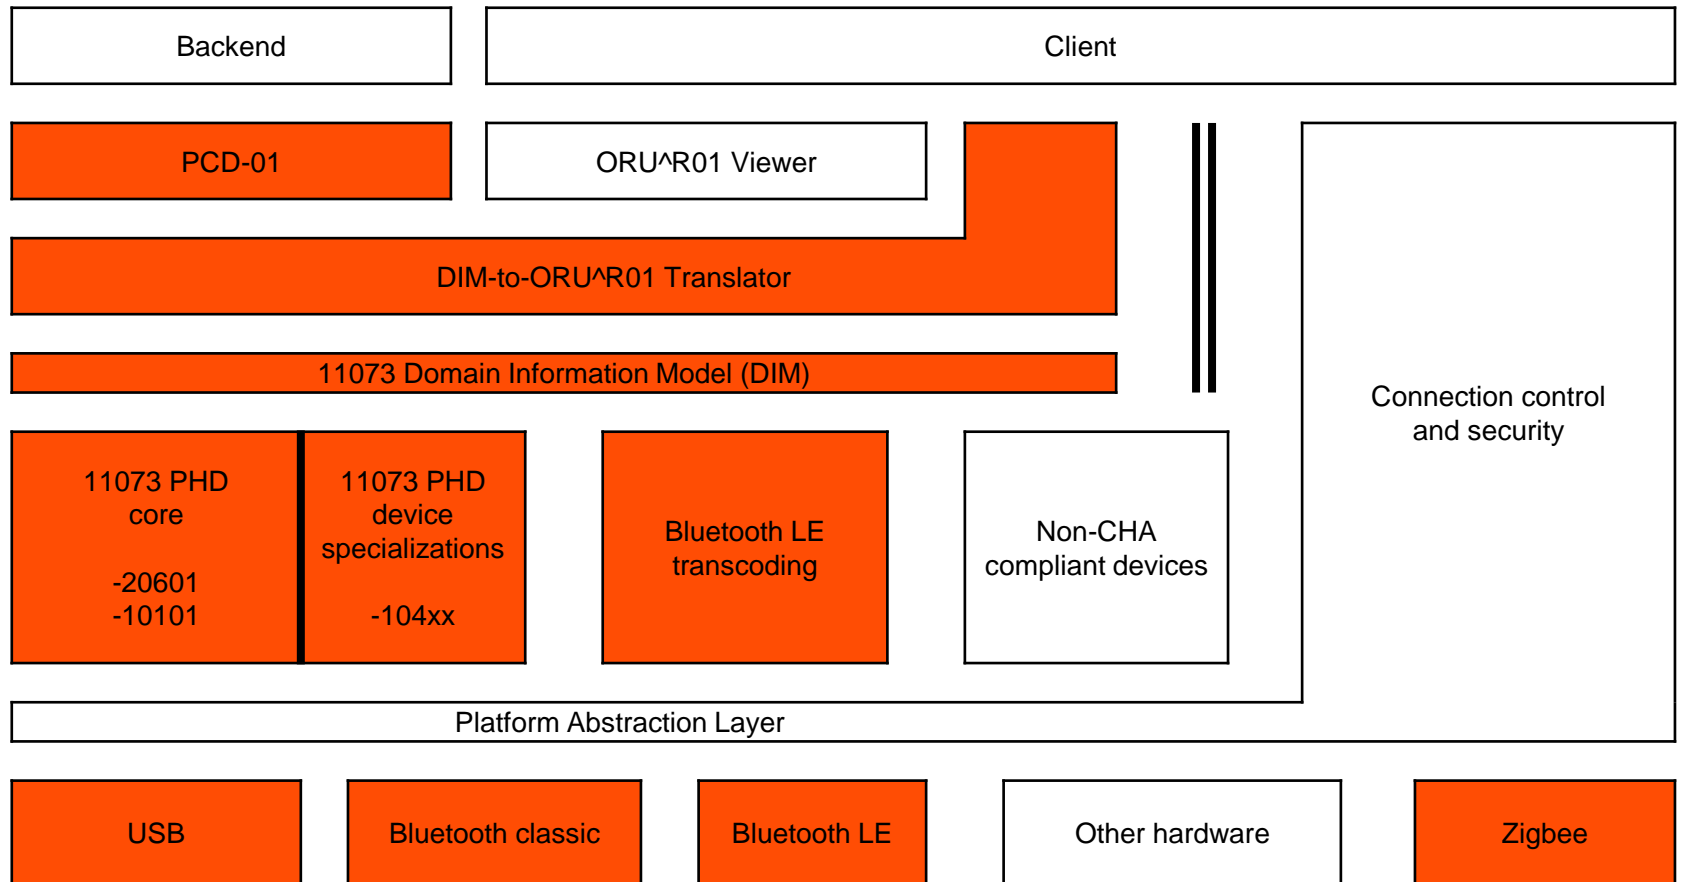 Backend
Client
PCD-01
ORU^R01 Viewer
DIM-to-ORU^R01 Translator
11073 Domain Information Model (DIM)
Connection control
and security
11073 PHD
core
-20601
-10101
11073 PHD
device
specializations
-104xx
Bluetooth LE
transcoding
Non-CHA
compliant devices
Platform Abstraction Layer
USB
Bluetooth classic
Bluetooth LE
Other hardware
Zigbee